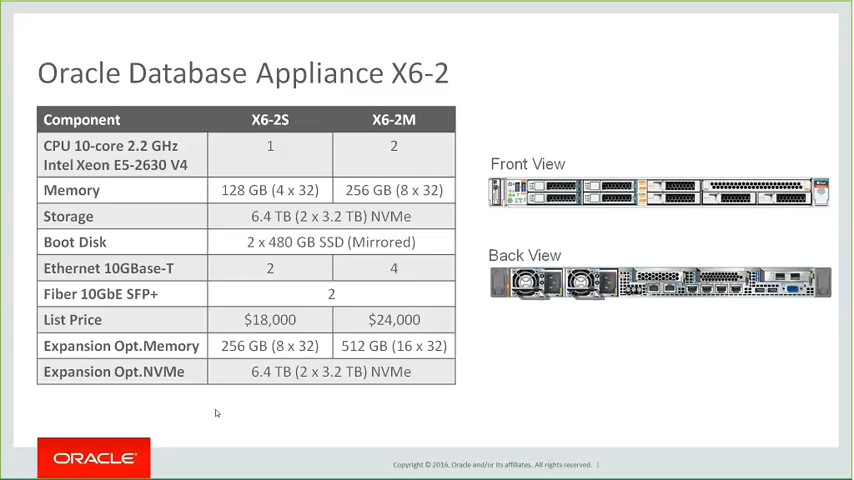 Oracle Database Appliance X6-2
Component X6-2S X6-2M
CPU 10-core 2.2 GHz
Intel Xeon E5-2630 V4 1 2
Memory 128 GB (4 x 32) 256 GB (8 x 32)
Storage 6.4 TB (2 x 3.2 TB) NVMe
Boot Disk 2 x 480 GB SSD (Mirrored)
Ethernet 10GBase-T 2 4
Fiber 10GbE SFP+ 2
List Price $18,000 $24,000
Expansion Opt.Memory 256 GB (8 x 32) 512 GB (16 x 32)
Expansion Opt.NVMe 6.4 TB (2 x 3.2 TB) NVMe
Front View
Back View
ORACLE
Copyright © 2016, Oracle and/or its affiliates. All rights reserved. |